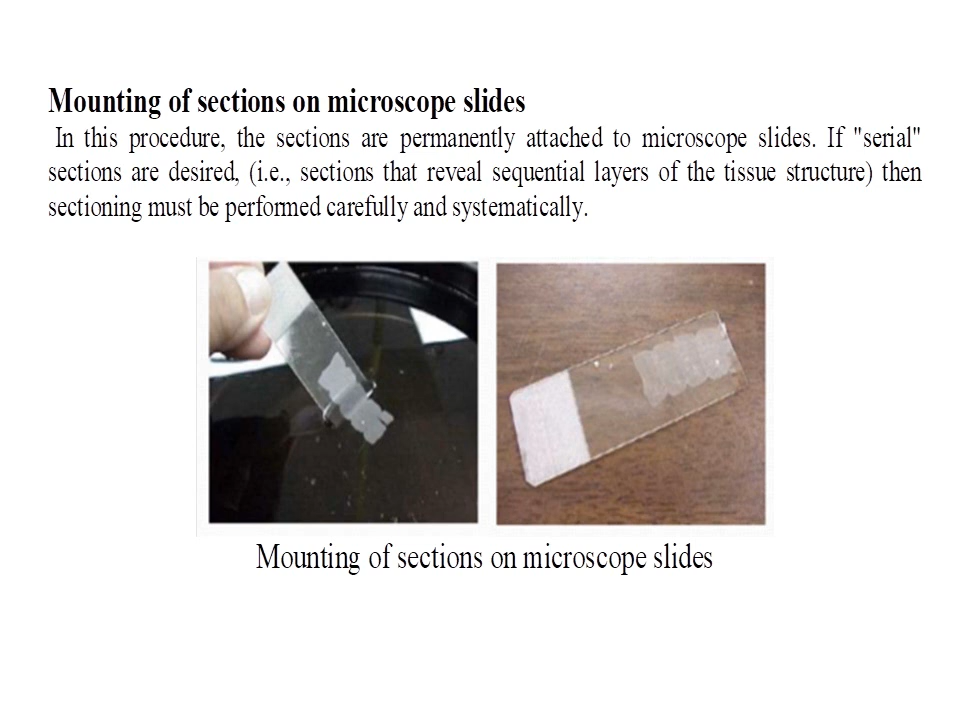 Mounting of sections on microscope slides
In this procedure, the sections are permanently attached to microscope slides. If "serial"
sections are desired, (i.e., sections that reveal sequential layers of the tissue structure) then
sectioning must be performed carefully and systematically.
Mounting of sections on microscope slides